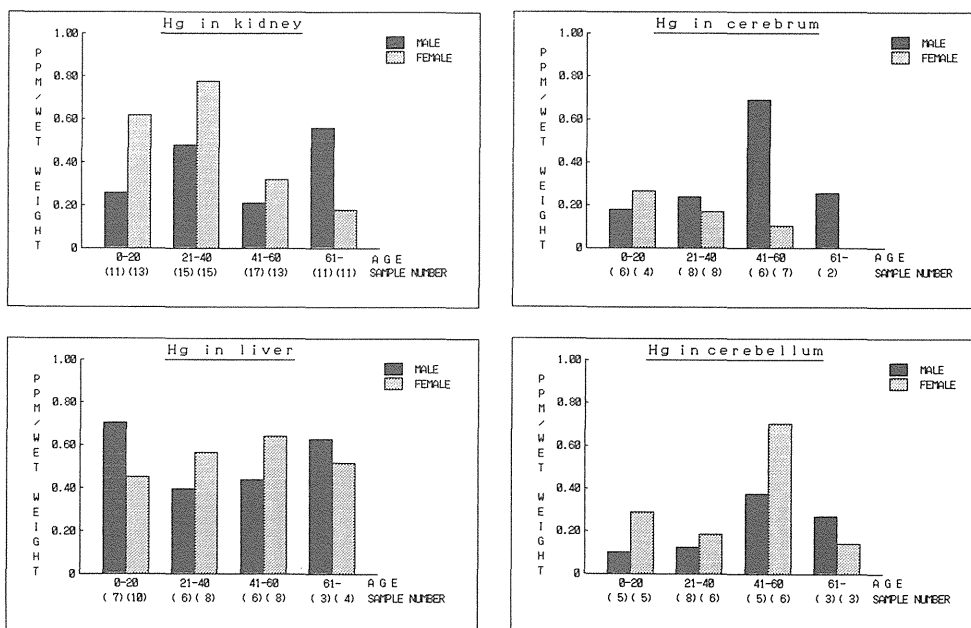 Hg in kidney
PPM/WET WEIGHT
1.00
0.80
0.60
0.40
0.20
0
MALE
FEMALE
0-20 21-40 41-60 61- AGE
(11)(13) (15)(15) (17)(13) (11)(11) SAMPLE NUMBER
Hg in cerebrum
PPM/WET WEIGHT
1.00
0.80
0.60
0.40
0.20
0
MALE
FEMALE
0-20 21-40 41-60 61- AGE
( 6)( 4) ( 8)( 8) ( 6)( 7) ( 2) SAMPLE NUMBER
Hg in liver
PPM/WET WEIGHT
1.00
0.80
0.60
0.40
0.20
0
MALE
FEMALE
0-20 21-40 41-60 61- AGE
( 7)(10) ( 6)( 8) ( 6)( 8) ( 3)( 4) SAMPLE NUMBER
Hg in cerebellum
PPM/WET WEIGHT
1.00
0.80
0.60
0.40
0.20
0
MALE
FEMALE
0-20 21-40 41-60 61- AGE
( 5)( 5) ( 8)( 6) ( 5)( 6) ( 3)( 3) SAMPLE NUMBER